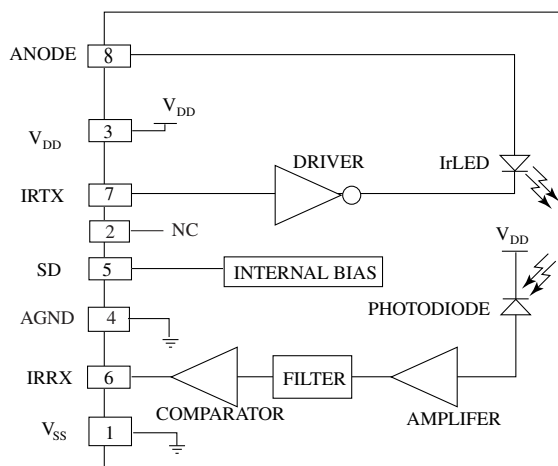 ANODE 8
V_DD 3 V_DD
DRIVER
IrLED
IRTX 7
2 NC
V_DD
SD 5 INTERNAL BIAS
PHOTODIODE
AGND 4
IRRX 6
COMPARATOR
FILTER
AMPLIFER
V_SS 1